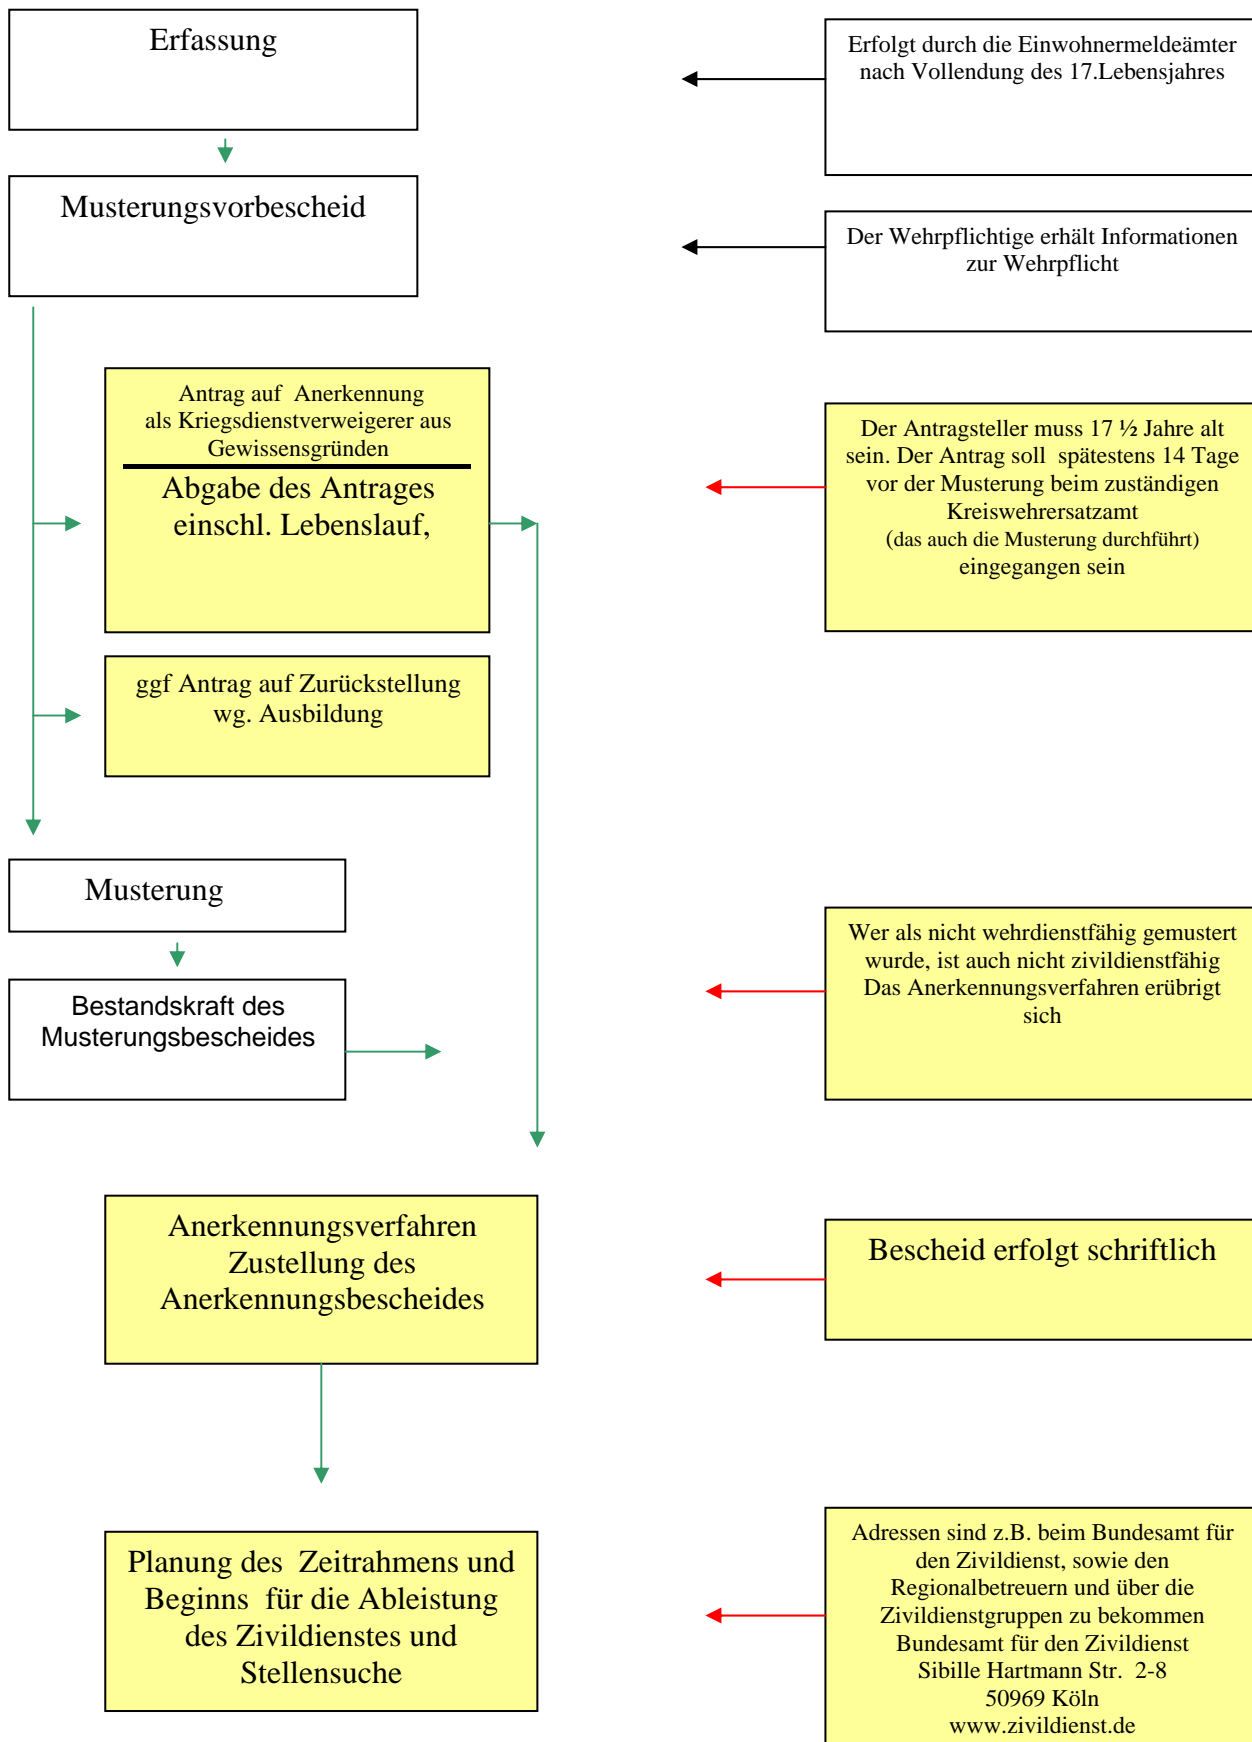 Erfassung
Erfolgt durch die Einwohnermeldeämter
nach Vollendung des 17.Lebensjahres
Musterungsvorbescheid
Der Wehrpflichtige erhält Informationen
zur Wehrpflicht
Antrag auf Anerkennung
als Kriegsdienstverweigerer aus
Gewissensgründen
Abgabe des Antrages
einschl. Lebenslauf,
Der Antragsteller muss 17 ½ Jahre alt
sein. Der Antrag soll spätestens 14 Tage
vor der Musterung beim zuständigen
Kreiswehrersatzamt
(das auch die Musterung durchführt)
eingegangen sein
ggf Antrag auf Zurückstellung
wg. Ausbildung
Musterung
Bestandskraft des
Musterungsbescheides
Wer als nicht wehrdienstfähig gemustert
wurde, ist auch nicht zivildienstfähig
Das Anerkennungsverfahren erübrigt
sich
Anerkennungsverfahren
Zustellung des
Anerkennungsbescheides
Bescheid erfolgt schriftlich
Planung des Zeitrahmens und
Beginns für die Ableistung
des Zivildienstes und
Stellensuche
Adressen sind z.B. beim Bundesamt für
den Zivildienst, sowie den
Regionalbetreuern und über die
Zivildienstgruppen zu bekommen
Bundesamt für den Zivildienst
Sibille Hartmann Str. 2-8
50969 Köln
www.zivildienst.de